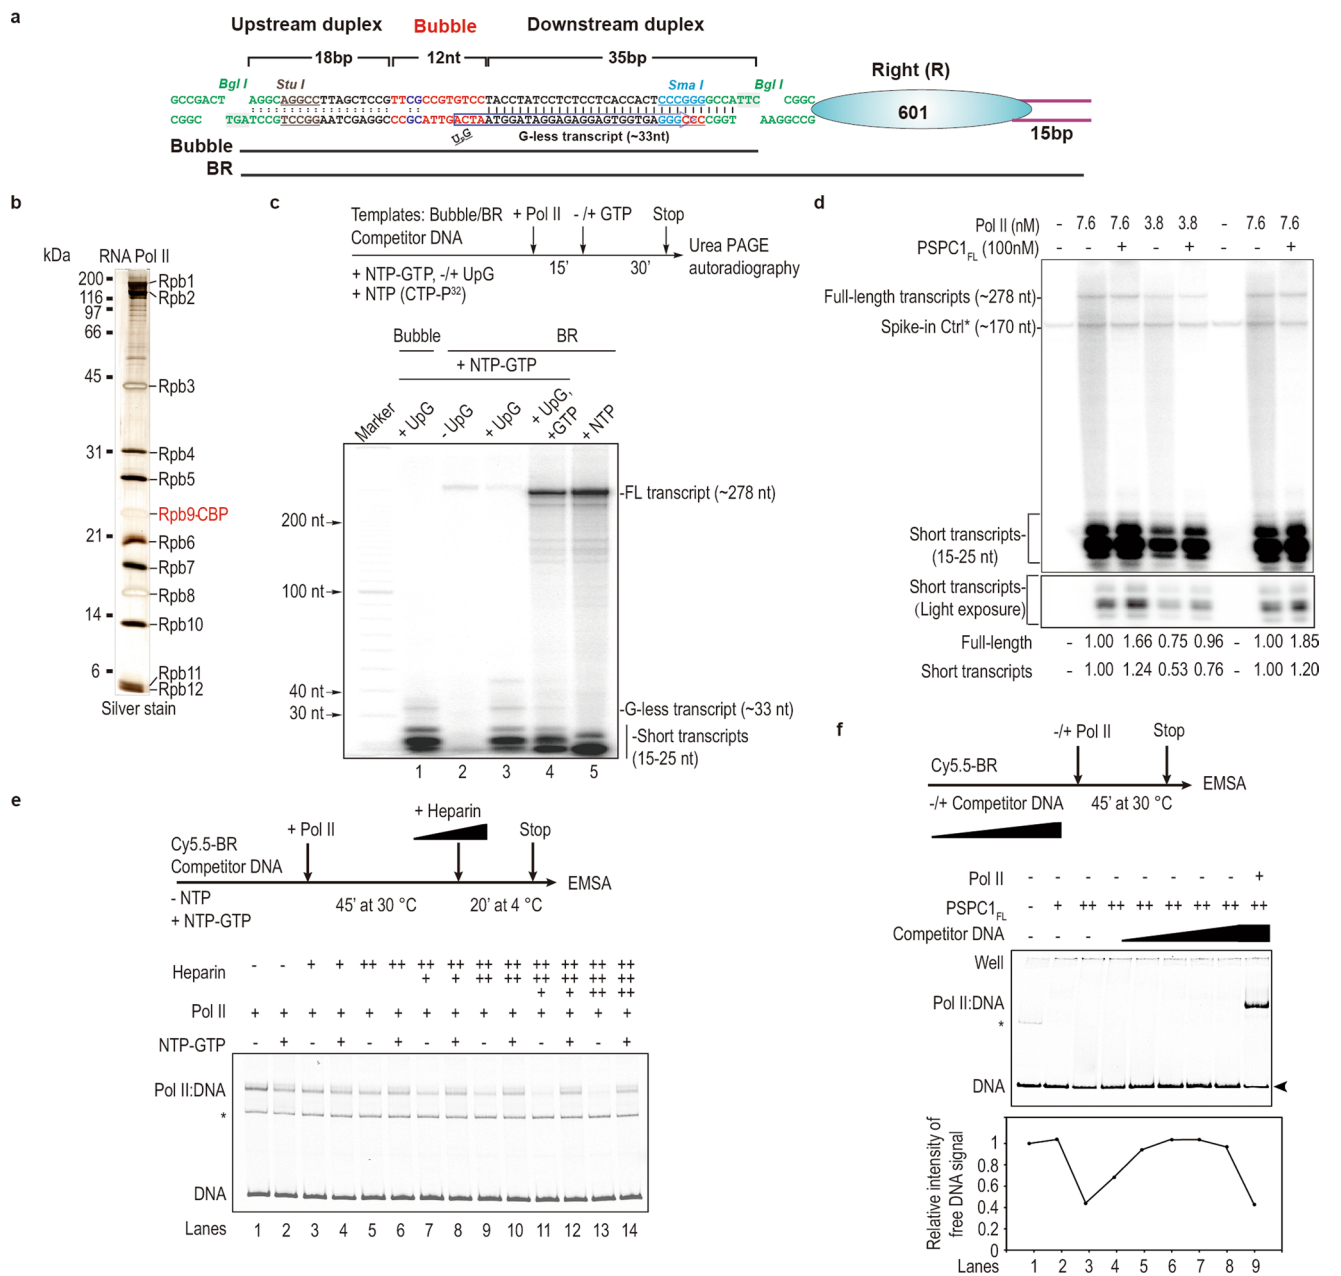 a
Upstream duplex Bubble Downstream duplex
18bp 12nt 35bp
Bgl I Stu I Sma I Bgl I Right (R)
GCCGACT AGGCAGGCCTTAGCTCCGTTCGCCGTGTCCTACCTATCCTCTCCTCACCACTCCCGGGGCCATTC CGGC
601
CGGC TGATCCGTCCGGAATCGAGGCCCGCATTGACTAATGGATAGGAGAGGAGTGGTGAGGGCCCCGGT AAGGCCG
UpG G-less transcript (~33nt) 15bp
Bubble
BR
b
kDa RNA Pol II
200
116
97
66
45
31
21
14
6
Rpb1
Rpb2
Rpb3
Rpb4
Rpb5
Rpb9-CBP
Rpb6
Rpb7
Rpb8
Rpb10
Rpb11
Rpb12
Silver stain
c
Templates: Bubble/BR + Pol II - /+ GTP Stop
Competitor DNA
Urea PAGE
autoradiography
15’ 30’
+ NTP-GTP, -/+ UpG
+ NTP (CTP-P³²)
Bubble BR
+ NTP-GTP
Marker + UpG - UpG + UpG + UpG, +GTP + NTP
-FL transcript (~278 nt)
200 nt
100 nt
40 nt
30 nt
-G-less transcript (~33 nt)
-Short transcripts
(15-25 nt)
1 2 3 4 5
d
Pol II (nM) - 7.6 7.6 3.8 3.8 - 7.6 7.6
PSPC1FL (100nM) - + - + - +
Full-length transcripts (~278 nt)-
Spike-in Ctrl* (~170 nt)-
Short transcripts-
(15-25 nt)
Short transcripts-
(Light exposure)
Full-length - 1.00 1.66 0.75 0.96 - 1.00 1.85
Short transcripts - 1.00 1.24 0.53 0.76 - 1.00 1.20
e
+ Heparin
+ Pol II Stop
Cy5.5-BR
Competitor DNA
EMSA
- NTP
+ NTP-GTP
45’ at 30 °C 20’ at 4 °C
Heparin - - + + ++ ++ ++ ++ ++ ++ ++ ++ ++ ++
+ + ++ ++ ++ ++ ++ ++
+ + ++ ++
Pol II + + + + + + + + + + + + + +
NTP-GTP - + - + - + - + - + - + - +
Pol II:DNA
*
DNA
Lanes 1 2 3 4 5 6 7 8 9 10 11 12 13 14
f
-/+ Pol II Stop
Cy5.5-BR
EMSA
-/+ Competitor DNA 45’ at 30 °C
Pol II - - - - - - - - +
PSPC1FL - + ++ ++ ++ ++ ++ ++ ++
Competitor DNA - - -
Well
Pol II:DNA
*
DNA
Relative intensity of
free DNA signal
1
0.8
0.6
0.4
0.2
0
Lanes 1 2 3 4 5 6 7 8 9